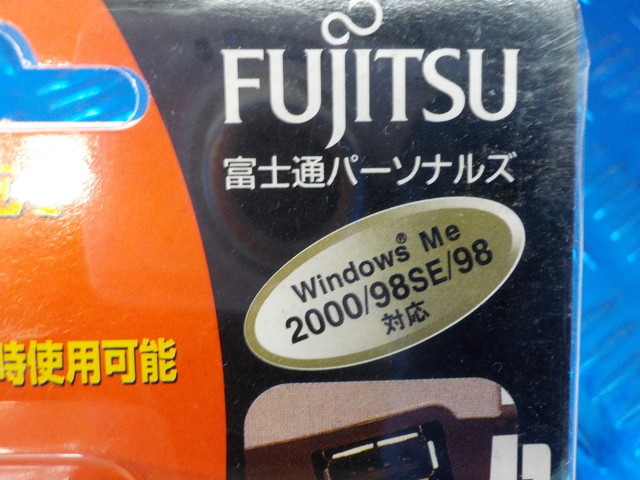 FUJITSU
富士通パーソナルズ
Windows® Me
2000/98SE/98
対応
時使用可能